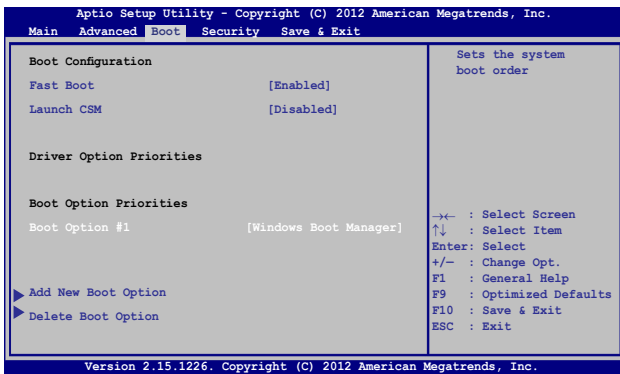 Aptio Setup Utility - Copyright (C) 2012 American Megatrends, Inc.
Main Advanced Boot Security Save & Exit
Boot Configuration
Fast Boot [Enabled]
Launch CSM [Disabled]
Driver Option Priorities
Boot Option Priorities
Boot Option #1 [Windows Boot Manager]
Add New Boot Option
Delete Boot Option
Sets the system
boot order
→← : Select Screen
↑↓ : Select Item
Enter: Select
+/— : Change Opt.
F1 : General Help
F9 : Optimized Defaults
F10 : Save & Exit
ESC : Exit
Version 2.15.1226. Copyright (C) 2012 American Megatrends, Inc.